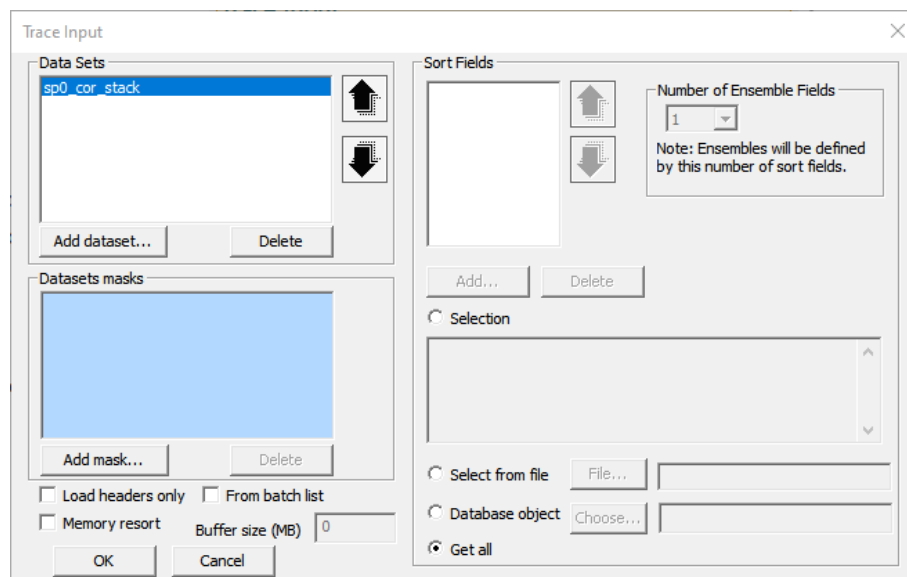 Trace Input
Data Sets
sp0_cor_stack
Add dataset...
Delete
Datasets masks
Add mask...
Delete
Load headers only
From batch list
Memory resort
Buffer size (MB)
0
OK
Cancel
Sort Fields
Number of Ensemble Fields
1
Note: Ensembles will be defined
by this number of sort fields.
Add...
Delete
Selection
Select from file
File...
Database object
Choose...
Get all